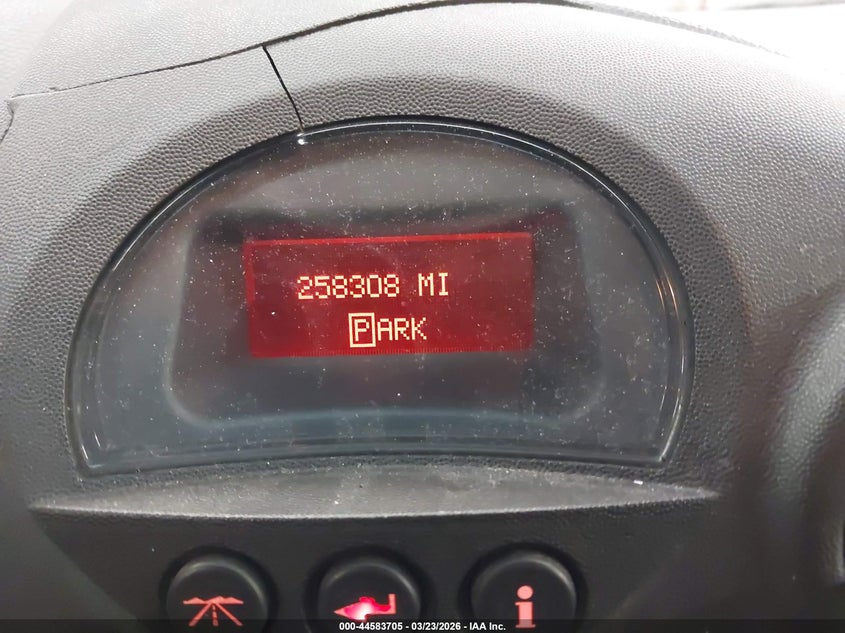 258308 MI
PARK
i
000-44583705 - 03/23/2026 - IAA Inc.